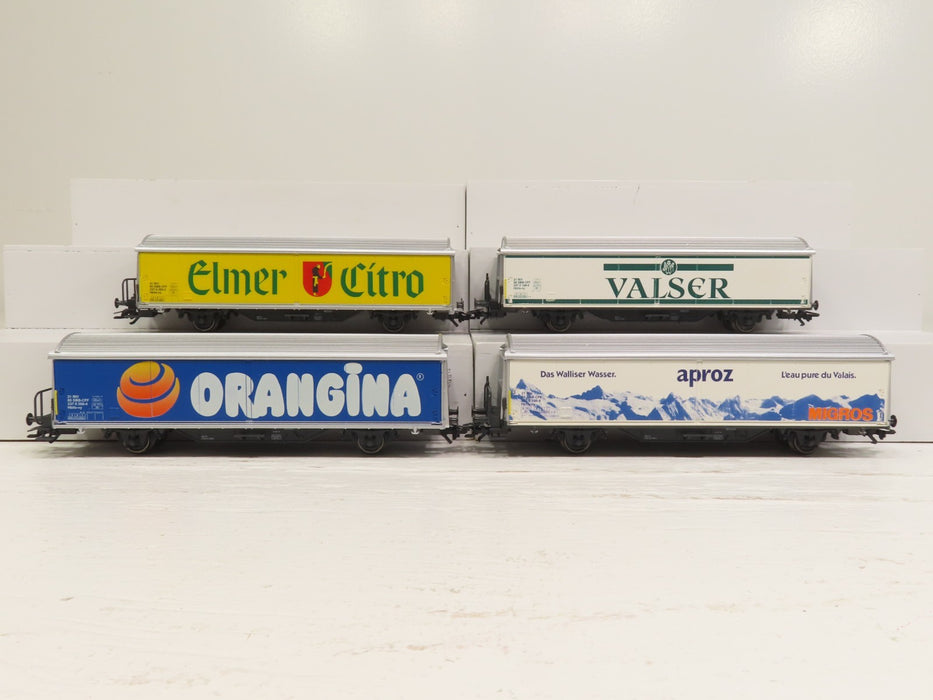 Elmer Citro
VALSER
ORANGINA®
Das Walliser Wasser.
aproz
L'eau pure du Valais.
MIGROS